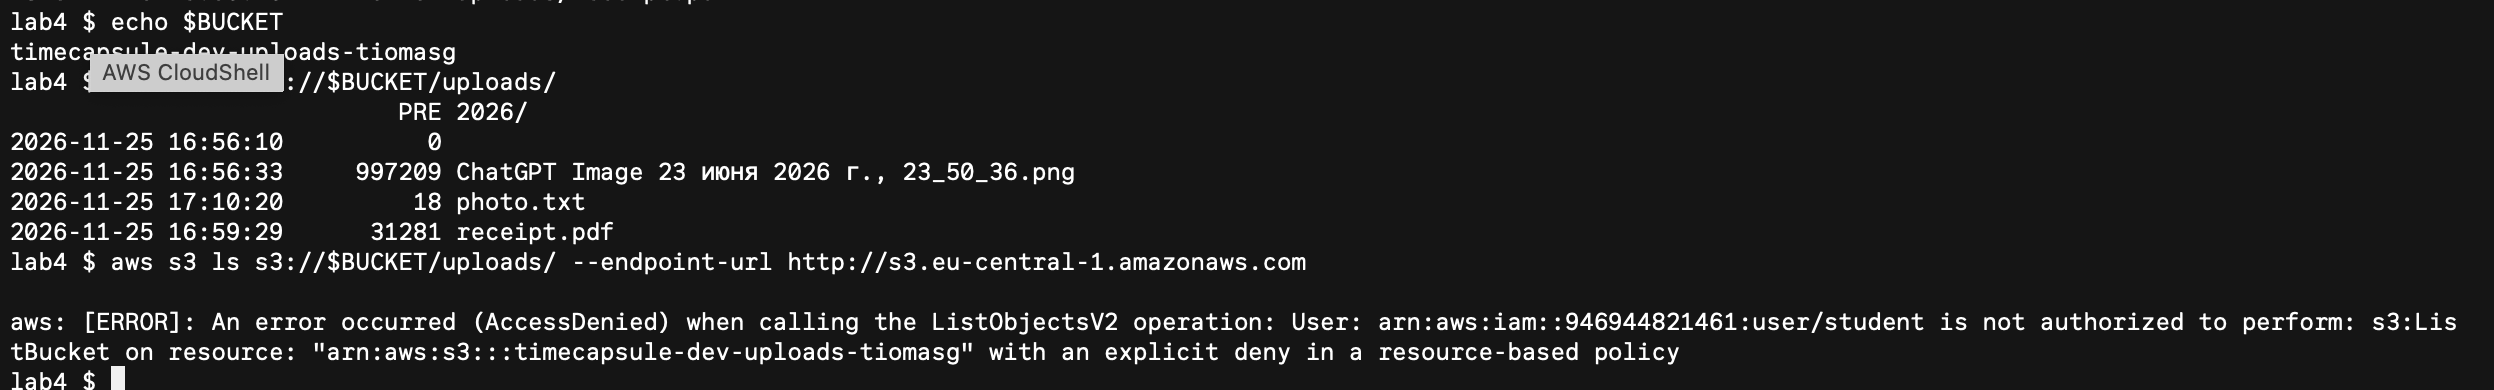 lab4 $ echo $BUCKET
timecapsule-dev-uploads-tiomasg
AWS CloudShell
lab4 $ ://$BUCKET/uploads/
PRE 2026/
2026-11-25 16:56:10 0
2026-11-25 16:56:33 997209 ChatGPT Image 23 июня 2026 г., 23_50_36.png
2026-11-25 17:10:20 18 photo.txt
2026-11-25 16:59:29 31281 receipt.pdf
lab4 $ aws s3 ls s3://$BUCKET/uploads/ --endpoint-url http://s3.eu-central-1.amazonaws.com
aws: [ERROR]: An error occurred (AccessDenied) when calling the ListObjectsV2 operation: User: arn:aws:iam::946944821461:user/student is not authorized to perform: s3:Lis
tBucket on resource: "arn:aws:s3:::timecapsule-dev-uploads-tiomasg" with an explicit deny in a resource-based policy
lab4 $